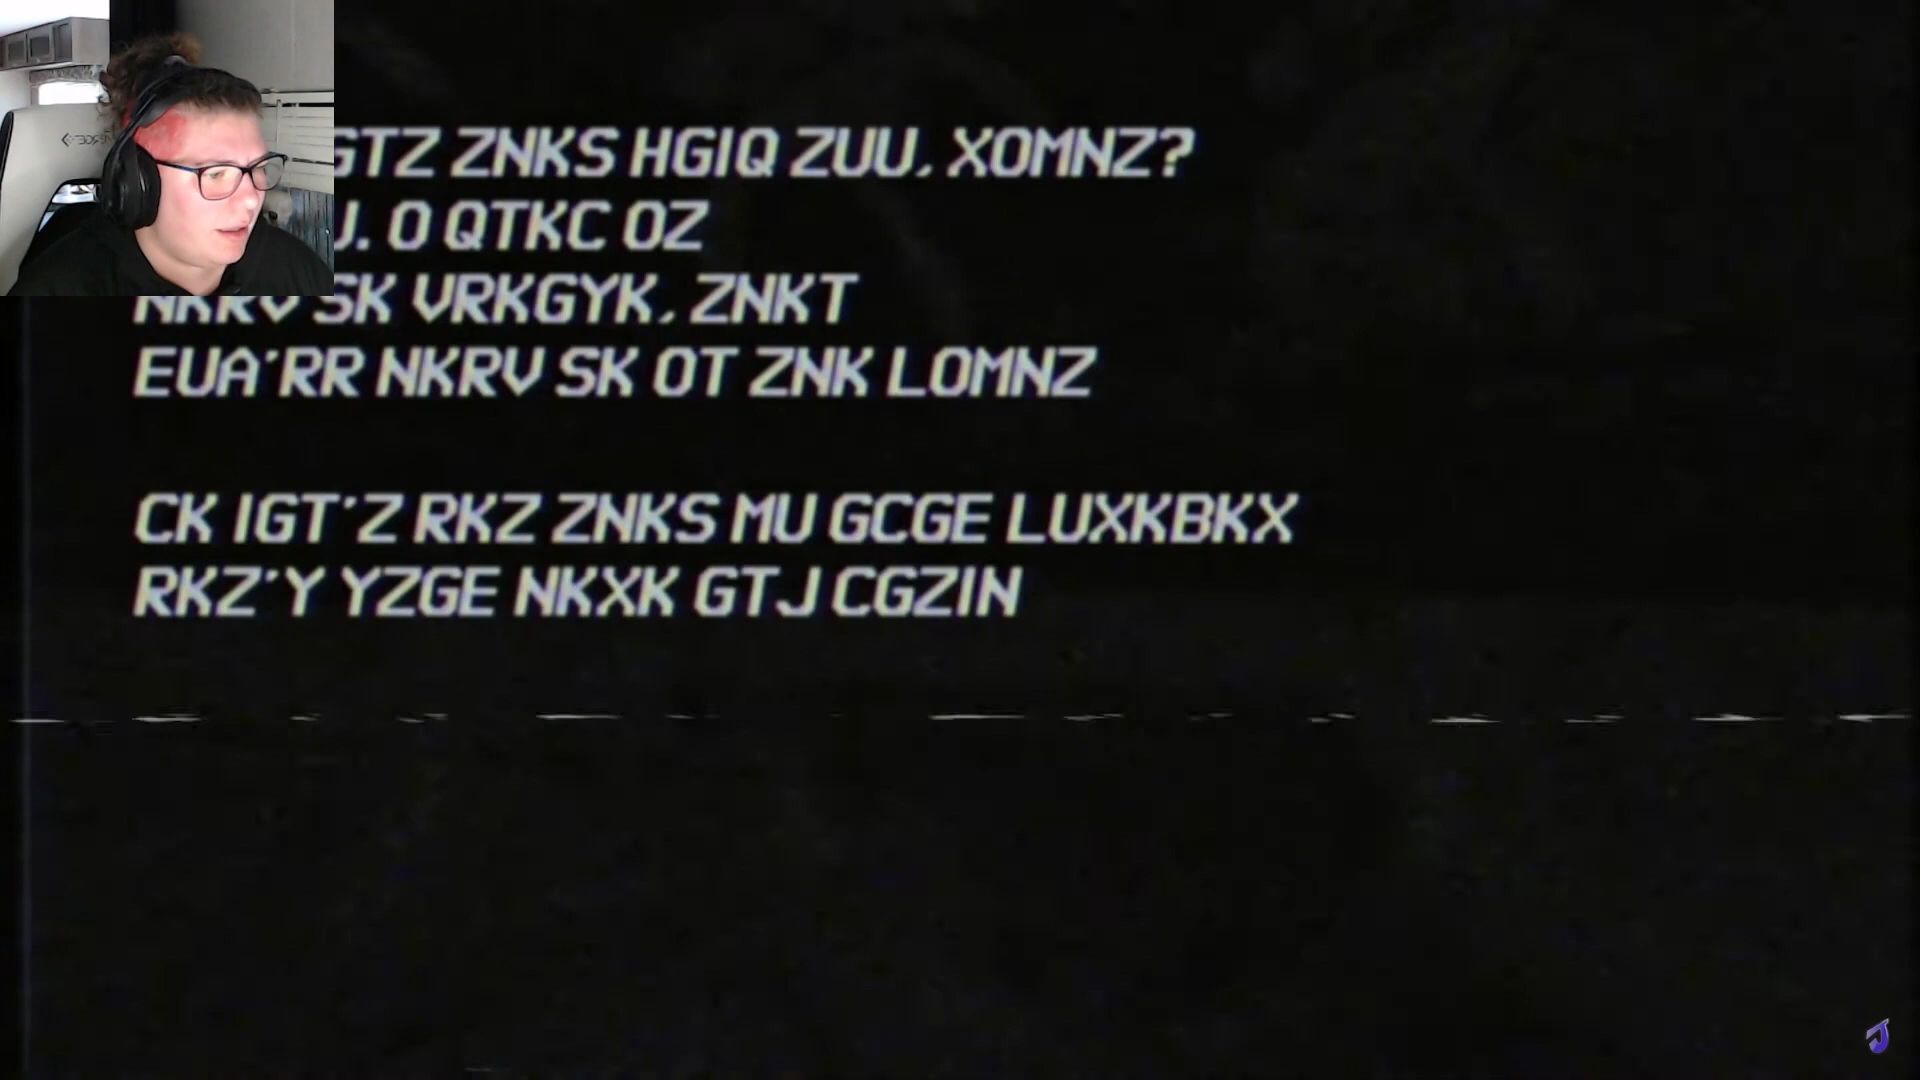 ZNKS HGIQ ZUU, XOMNZ?
O QTKC OZ
NKRV SK VRKGYK, ZNKT
EUA'RR NKRV SK OT ZNK LOMNZ
CK IGT'Z RKZ ZNKS MU GCGE LUXKBKX
RKZ'Y YZGE NKXK GTJ CGZIN